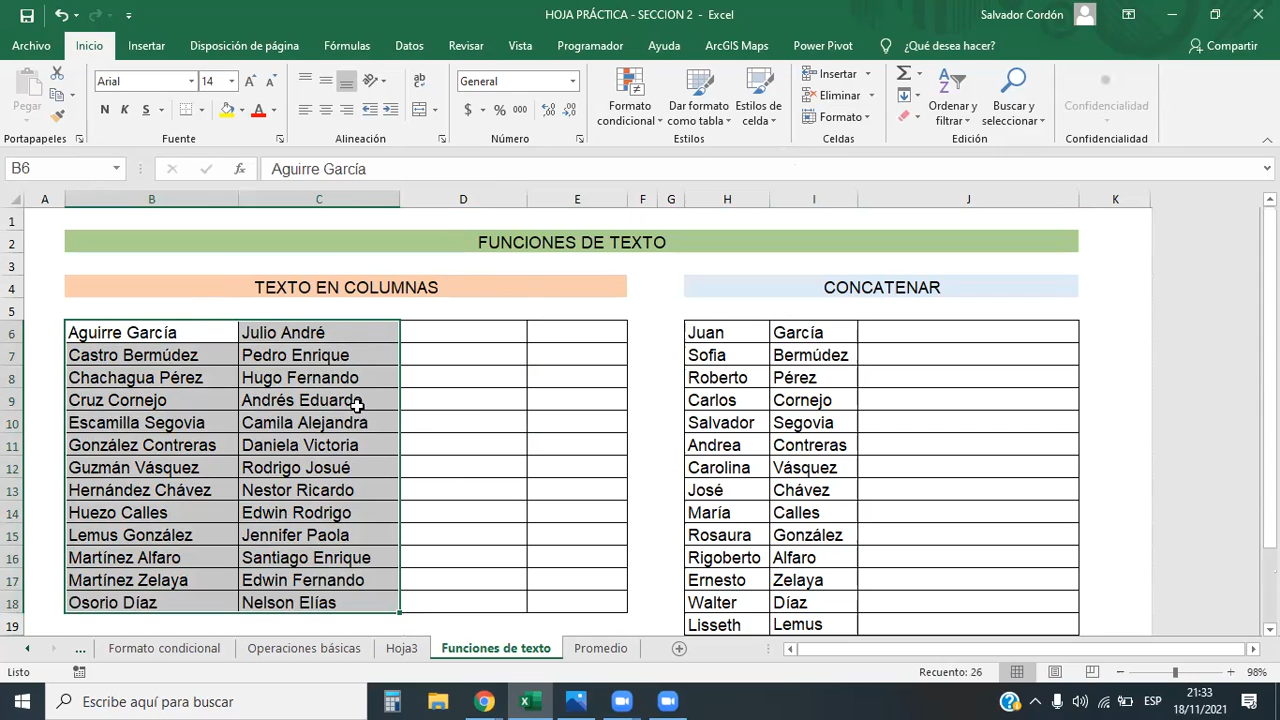 HOJA PRÁCTICA - SECCION 2 - Excel
Salvador Cordón
Archivo Inicio Insertar Disposición de página Fórmulas Datos Revisar Vista Programador Ayuda ArcGIS Maps Power Pivot ¿Qué desea hacer? Compartir
Pegar
Arial 14
N K S
General
$ % 000
Formato condicional
Dar formato como tabla
Estilos de celda
Insertar
Eliminar
Formato
Ordenar y filtrar
Buscar y seleccionar
Confidencialidad
Portapapeles Fuente Alineación Número Estilos Celdas Edición Confidencialidad
B6 fx Aguirre García
A B C D E F G H I J K
1
2 FUNCIONES DE TEXTO
3
4 TEXTO EN COLUMNAS CONCATENAR
5
6 Aguirre García Julio André Juan García
7 Castro Bermúdez Pedro Enrique Sofia Bermúdez
8 Chachagua Pérez Hugo Fernando Roberto Pérez
9 Cruz Cornejo Andrés Eduardo Carlos Cornejo
10 Escamilla Segovia Camila Alejandra Salvador Segovia
11 González Contreras Daniela Victoria Andrea Contreras
12 Guzmán Vásquez Rodrigo Josué Carolina Vásquez
13 Hernández Chávez Nestor Ricardo José Chávez
14 Huezo Calles Edwin Rodrigo María Calles
15 Lemus González Jennifer Paola Rosaura González
16 Martínez Alfaro Santiago Enrique Rigoberto Alfaro
17 Martínez Zelaya Edwin Fernando Ernesto Zelaya
18 Osorio Díaz Nelson Elías Walter Díaz
19 Lisseth Lemus
... Formato condicional Operaciones básicas Hoja3 Funciones de texto Promedio
Listo Recuento: 26 98%
Escribe aquí para buscar
ESP
21:33
18/11/2021